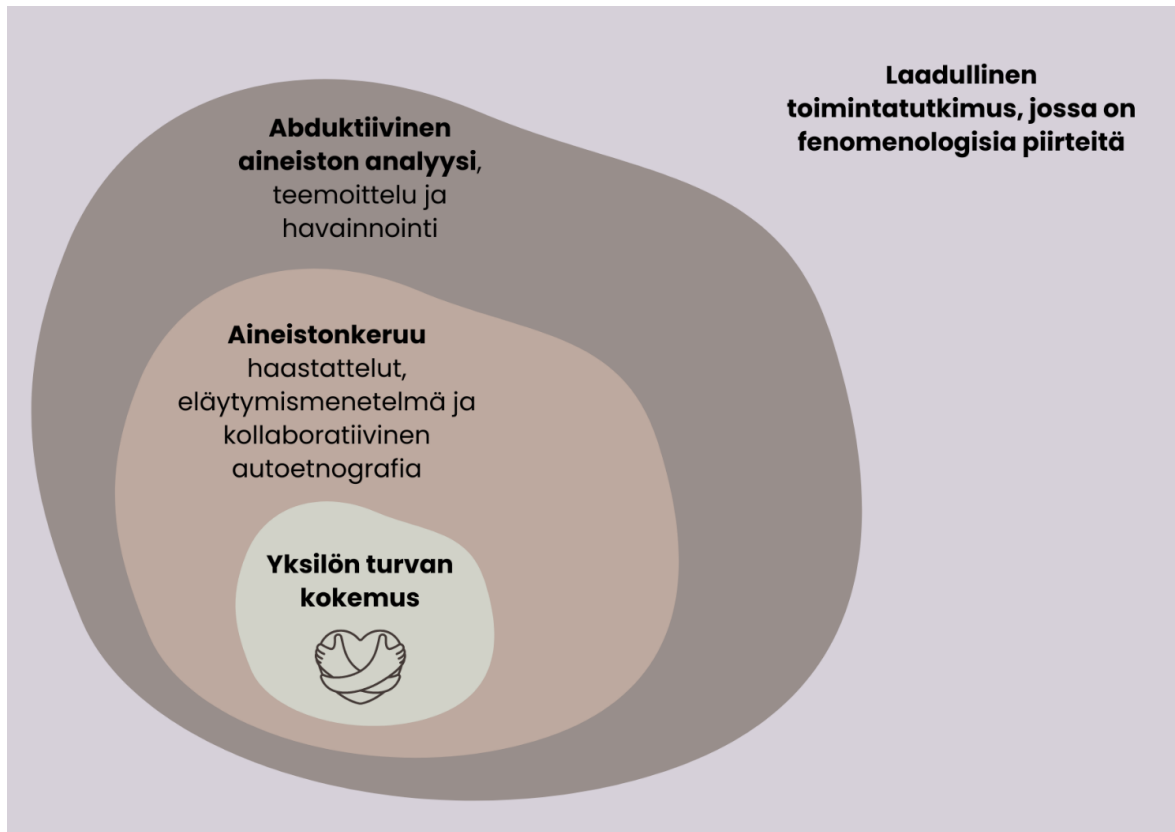 Laadullinen
toimintatutkimus, jossa on
fenomenologisia piirteitä
Abduktiivinen
aineiston analyysi,
teemoittelu ja
havainnointi
Aineistonkeruu
haastattelut,
eläytymismenetelmä ja
kollaboratiivinen
autoetnografia
Yksilön turvan
kokemus